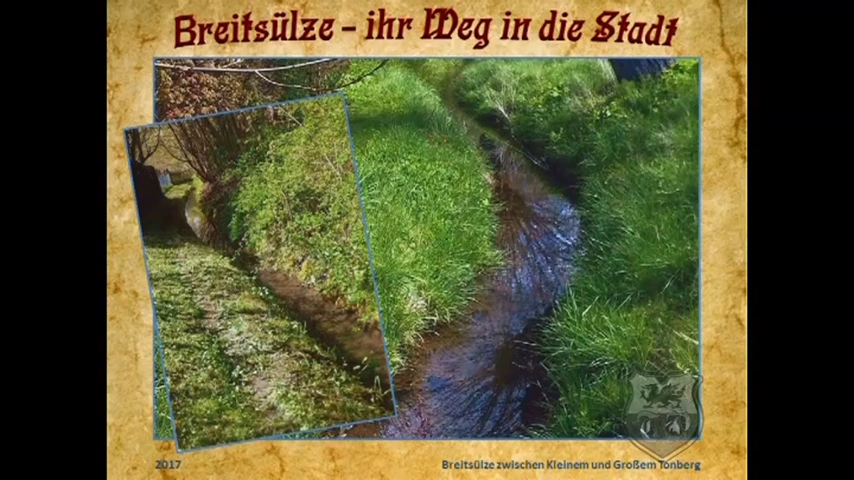 Breitsülze – ihr Weg in die Stadt
2017
Breitsülze zwischen Kleinem und Großem Tonberg